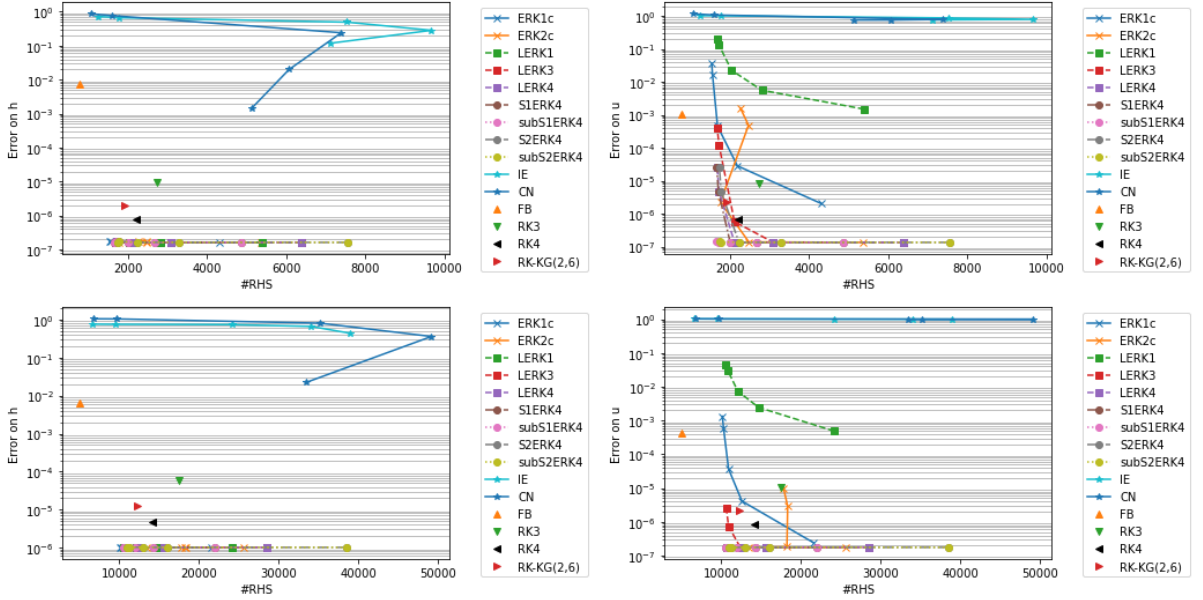 10⁰
10⁻¹
10⁻²
10⁻³
10⁻⁴
10⁻⁵
10⁻⁶
10⁻⁷
Error on h
2000 4000 6000 8000 10000
#RHS
ERK1c
ERK2c
LERK1
LERK3
LERK4
S1ERK4
subS1ERK4
S2ERK4
subS2ERK4
IE
CN
FB
RK3
RK4
RK-KG(2,6)
10⁰
10⁻¹
10⁻²
10⁻³
10⁻⁴
10⁻⁵
10⁻⁶
10⁻⁷
Error on u
2000 4000 6000 8000 10000
#RHS
ERK1c
ERK2c
LERK1
LERK3
LERK4
S1ERK4
subS1ERK4
S2ERK4
subS2ERK4
IE
CN
FB
RK3
RK4
RK-KG(2,6)
10⁰
10⁻¹
10⁻²
10⁻³
10⁻⁴
10⁻⁵
10⁻⁶
Error on h
10000 20000 30000 40000 50000
#RHS
ERK1c
ERK2c
LERK1
LERK3
LERK4
S1ERK4
subS1ERK4
S2ERK4
subS2ERK4
IE
CN
FB
RK3
RK4
RK-KG(2,6)
10⁰
10⁻¹
10⁻²
10⁻³
10⁻⁴
10⁻⁵
10⁻⁶
10⁻⁷
Error on u
10000 20000 30000 40000 50000
#RHS
ERK1c
ERK2c
LERK1
LERK3
LERK4
S1ERK4
subS1ERK4
S2ERK4
subS2ERK4
IE
CN
FB
RK3
RK4
RK-KG(2,6)